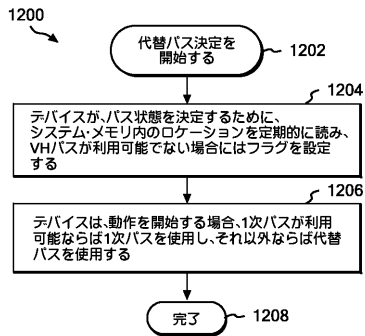 1200
代替パス決定を
開始する
1202
1204
デバイスが、パス状態を決定するために、
システム・メモリ内のロケーションを定期的に読み、
VHパスが利用可能でない場合にはフラグを設定
する
1206
デバイスは、動作を開始する場合、1次パスが利用
可能ならば1次パスを使用し、それ以外ならば代替
パスを使用する
完了
1208